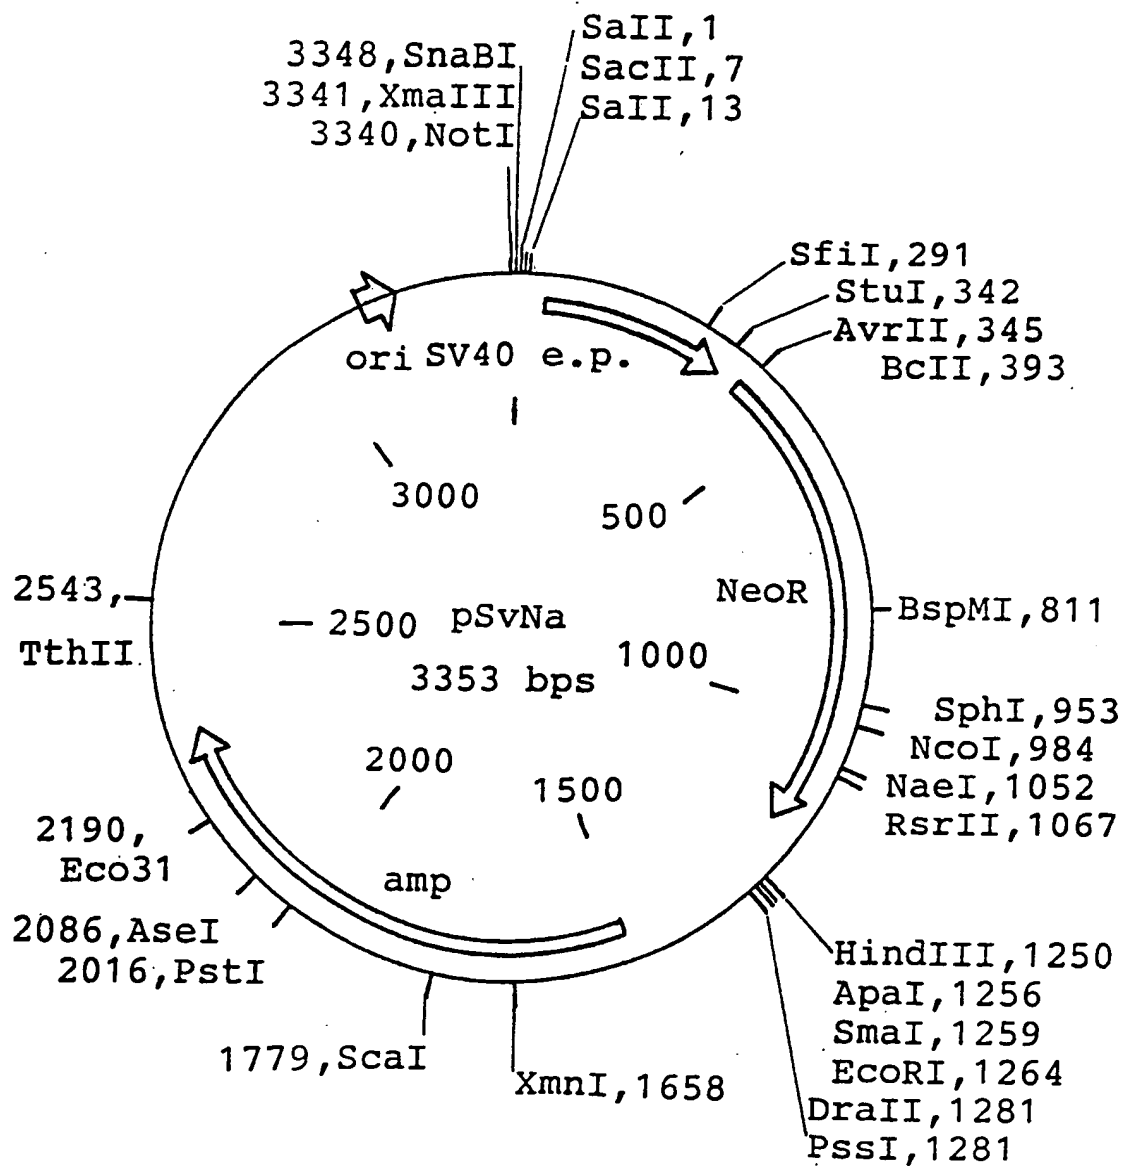 3348,SnaBI
3341,XmaIII
3340,NotI
SaII,1
SacII,7
SaII,13
SfiI,291
StuI,342
AvrII,345
BcII,393
ori SV40 e.p.
3000
500
2543,
TthII
NeoR
BspMI,811
2500
pSvNa
3353 bps
1000
SphI,953
NcoI,984
NaeI,1052
RsrII,1067
2000
1500
2190,
Eco31
amp
2086,AseI
2016,PstI
1779,ScaI
XmnI,1658
HindIII,1250
ApaI,1256
SmaI,1259
EcoRI,1264
DraII,1281
PssI,1281